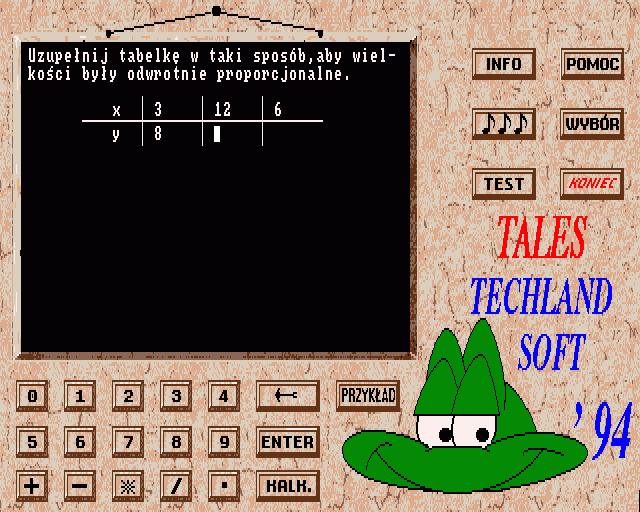 Uzupełnij tabelkę w taki sposób,aby wiel-
kości były odwrotnie proporcjonalne.
x 3 12 6
y 8
INFO POMOC
♪♪♪ WYBÓR
TEST KONIEC
TALES
TECHLAND
SOFT
'94
0 1 2 3 4 ← PRZYKŁAD
5 6 7 8 9 ENTER
+ - * / . KALK.